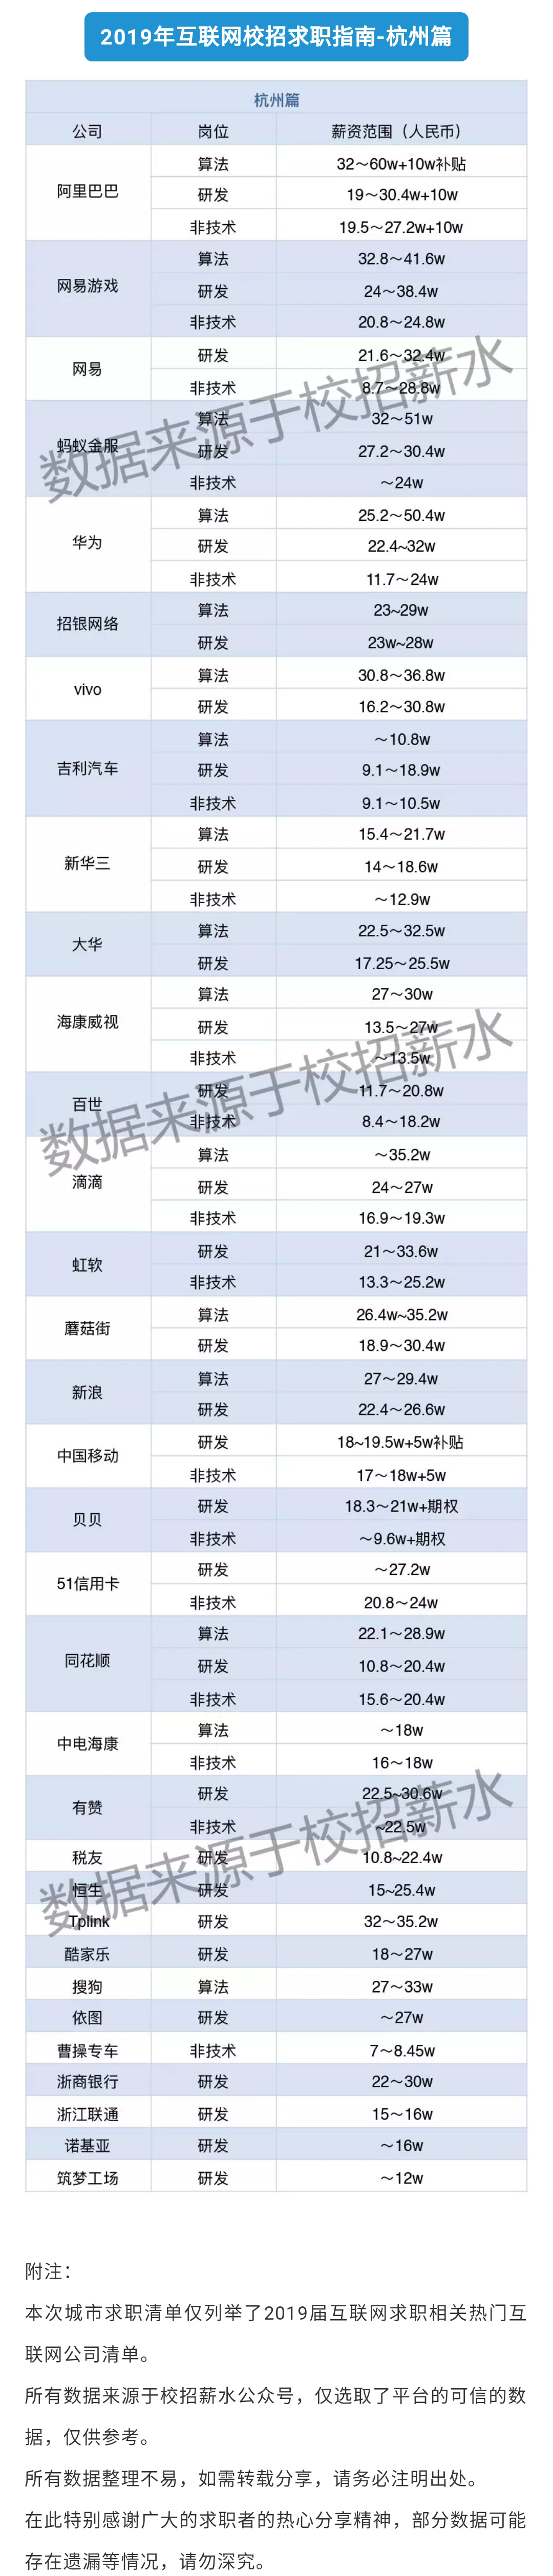 2019年互联网校招求职指南-杭州篇
杭州篇
公司 岗位 薪资范围（人民币）
阿里巴巴 算法 32～60w+10w补贴
研发 19～30.4w+10w
非技术 19.5～27.2w+10w
网易游戏 算法 32.8～41.6w
研发 24～38.4w
非技术 20.8～24.8w
网易 研发 21.6～32.4w
非技术 8.7～28.8w
数据来源于校招薪水
蚂蚁金服 算法 32～51w
研发 27.2～30.4w
非技术 ～24w
华为 算法 25.2～50.4w
研发 22.4~32w
非技术 11.7～24w
招银网络 算法 23~29w
研发 23w~28w
vivo 算法 30.8～36.8w
研发 16.2～30.8w
吉利汽车 算法 ～10.8w
研发 9.1～18.9w
非技术 9.1～10.5w
新华三 算法 15.4～21.7w
研发 14～18.6w
非技术 ～12.9w
大华 算法 22.5～32.5w
研发 17.25～25.5w
海康威视 算法 27～30w
研发 13.5～27w
非技术 ～13.5w
数据来源于校招薪水
百世 研发 11.7～20.8w
非技术 8.4～18.2w
滴滴 算法 ～35.2w
研发 24～27w
非技术 16.9～19.3w
虹软 研发 21～33.6w
非技术 13.3～25.2w
蘑菇街 算法 26.4w~35.2w
研发 18.9～30.4w
新浪 算法 27～29.4w
研发 22.4～26.6w
中国移动 研发 18~19.5w+5w补贴
非技术 17～18w+5w
贝贝 研发 18.3～21w+期权
非技术 ～9.6w+期权
51信用卡 研发 ～27.2w
非技术 20.8～24w
同花顺 算法 22.1～28.9w
研发 10.8～20.4w
非技术 15.6～20.4w
中电海康 算法 ～18w
非技术 16～18w
有赞 研发 22.5~30.6w
非技术 ~22.5w
数据来源于校招薪水
税友 研发 10.8~22.4w
恒生 研发 15~25.4w
Tplink 研发 32～35.2w
酷家乐 研发 18～27w
搜狗 算法 27～33w
依图 研发 ～27w
曹操专车 非技术 7～8.45w
浙商银行 研发 22～30w
浙江联通 研发 15～16w
诺基亚 研发 ～16w
筑梦工场 研发 ～12w
附注：
本次城市求职清单仅列举了2019届互联网求职相关热门互
联网公司清单。
所有数据来源于校招薪水公众号，仅选取了平台的可信的数
据，仅供参考。
所有数据整理不易，如需转载分享，请务必注明出处。
在此特别感谢广大的求职者的热心分享精神，部分数据可能
存在遗漏等情况，请勿深究。